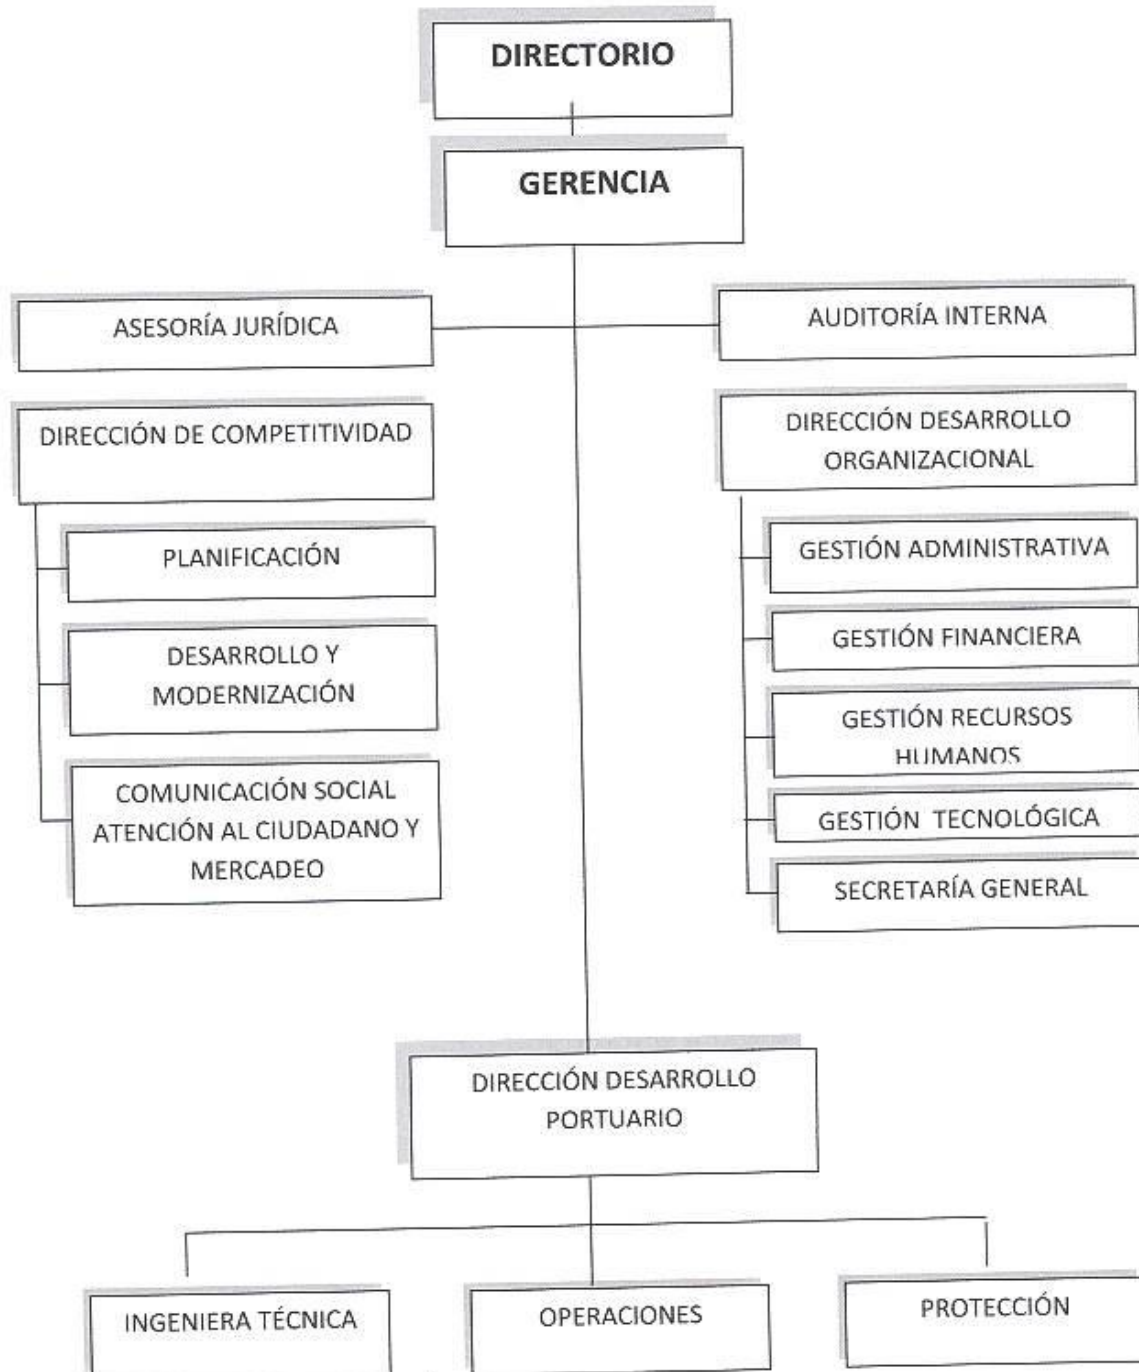 DIRECTORIO
GERENCIA
ASESORÍA JURÍDICA
AUDITORÍA INTERNA
DIRECCIÓN DE COMPETITIVIDAD
DIRECCIÓN DESARROLLO
ORGANIZACIONAL
PLANIFICACIÓN
DESARROLLO Y
MODERNIZACIÓN
COMUNICACIÓN SOCIAL
ATENCIÓN AL CIUDADANO Y
MERCADEO
GESTIÓN ADMINISTRATIVA
GESTIÓN FINANCIERA
GESTIÓN RECURSOS
HUMANOS
GESTIÓN TECNOLÓGICA
SECRETARÍA GENERAL
DIRECCIÓN DESARROLLO
PORTUARIO
INGENIERA TÉCNICA
OPERACIONES
PROTECCIÓN